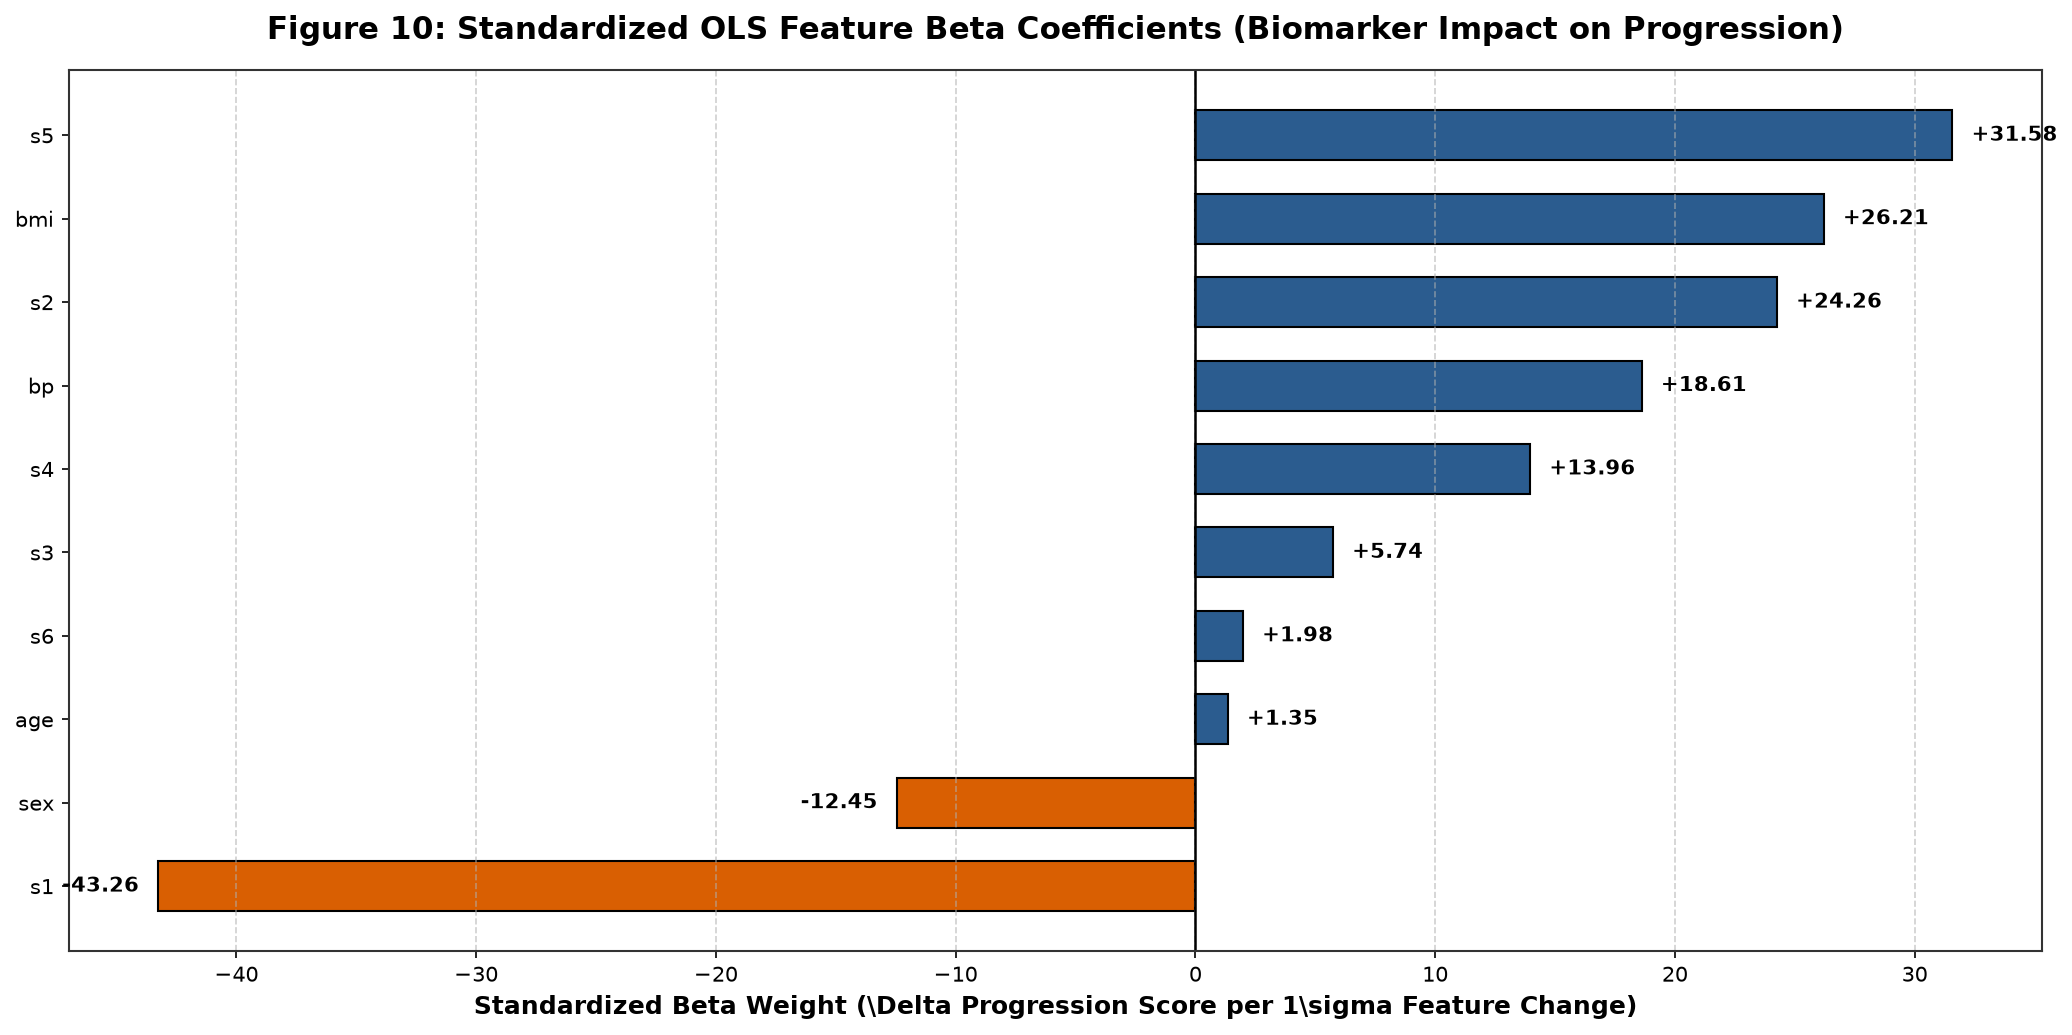 Figure 10: Standardized OLS Feature Beta Coefficients (Biomarker Impact on Progression)
s5 +31.58
bmi +26.21
s2 +24.26
bp +18.61
s4 +13.96
s3 +5.74
s6 +1.98
age +1.35
sex -12.45
s1 -43.26
−40 −30 −20 −10 0 10 20 30
Standardized Beta Weight (\Delta Progression Score per 1\sigma Feature Change)